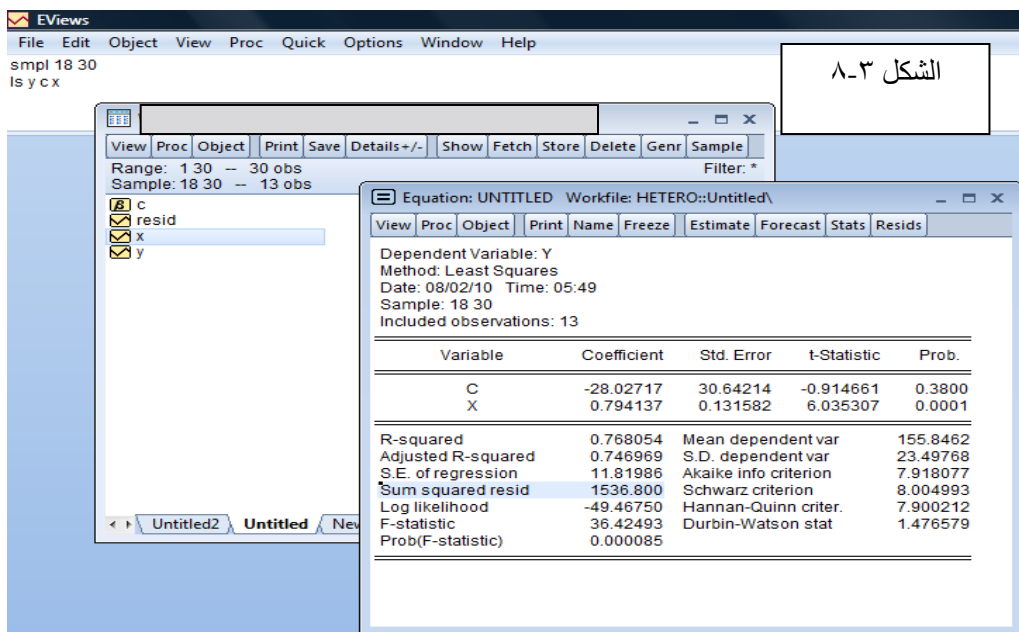 EViews
File Edit Object View Proc Quick Options Window Help
smpl 18 30
ls y c x
الشكل ٣-٨
View Proc Object Print Save Details+/- Show Fetch Store Delete Genr Sample
Range: 1 30 -- 30 obs Filter: *
Sample: 18 30 -- 13 obs
c
resid
x
y
Untitled2 Untitled New
Equation: UNTITLED Workfile: HETERO::Untitled\
View Proc Object Print Name Freeze Estimate Forecast Stats Resids
Dependent Variable: Y
Method: Least Squares
Date: 08/02/10 Time: 05:49
Sample: 18 30
Included observations: 13
Variable Coefficient Std. Error t-Statistic Prob.
C -28.02717 30.64214 -0.914661 0.3800
X 0.794137 0.131582 6.035307 0.0001
R-squared 0.768054 Mean dependent var 155.8462
Adjusted R-squared 0.746969 S.D. dependent var 23.49768
S.E. of regression 11.81986 Akaike info criterion 7.918077
Sum squared resid 1536.800 Schwarz criterion 8.004993
Log likelihood -49.46750 Hannan-Quinn criter. 7.900212
F-statistic 36.42493 Durbin-Watson stat 1.476579
Prob(F-statistic) 0.000085